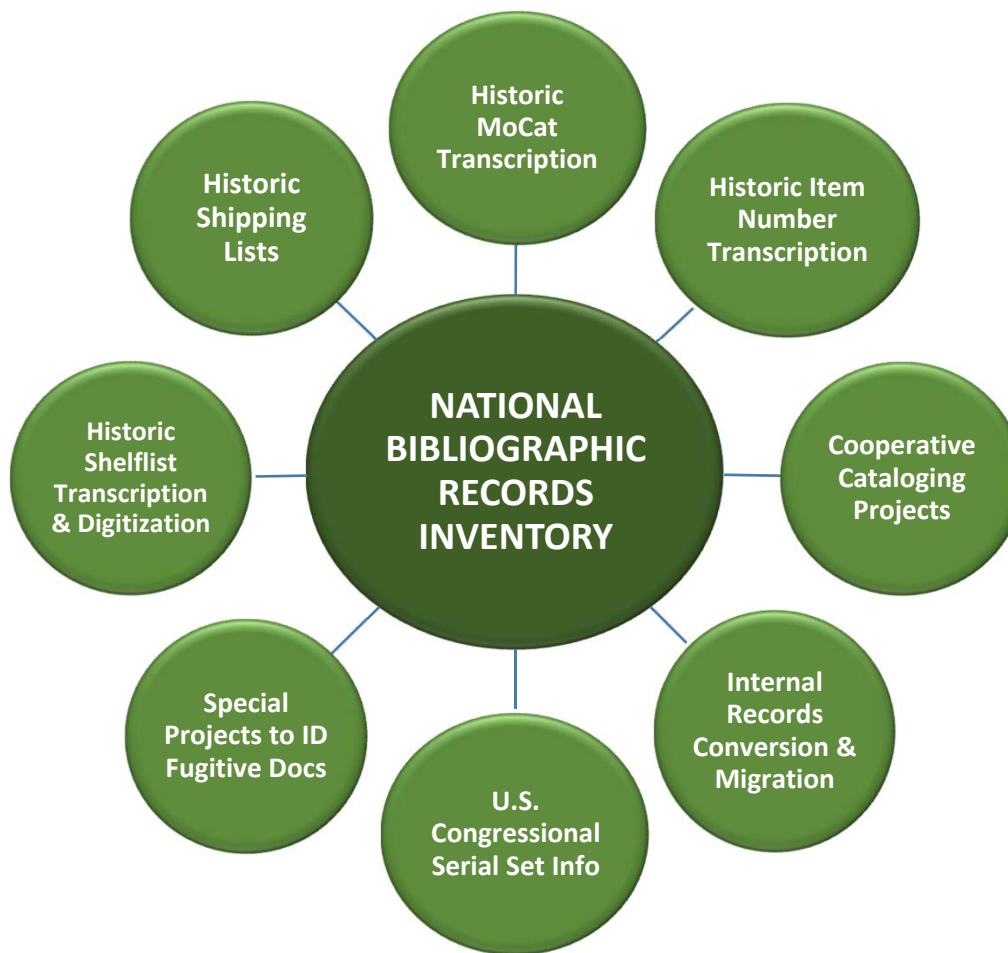 Historic
MoCat
Transcription
Historic Item
Number
Transcription
Historic
Shipping
Lists
NATIONAL
BIBLIOGRAPHIC
RECORDS
INVENTORY
Cooperative
Cataloging
Projects
Historic
Shelflist
Transcription
& Digitization
Internal
Records
Conversion &
Migration
Special
Projects to ID
Fugitive Docs
U.S.
Congressional
Serial Set Info